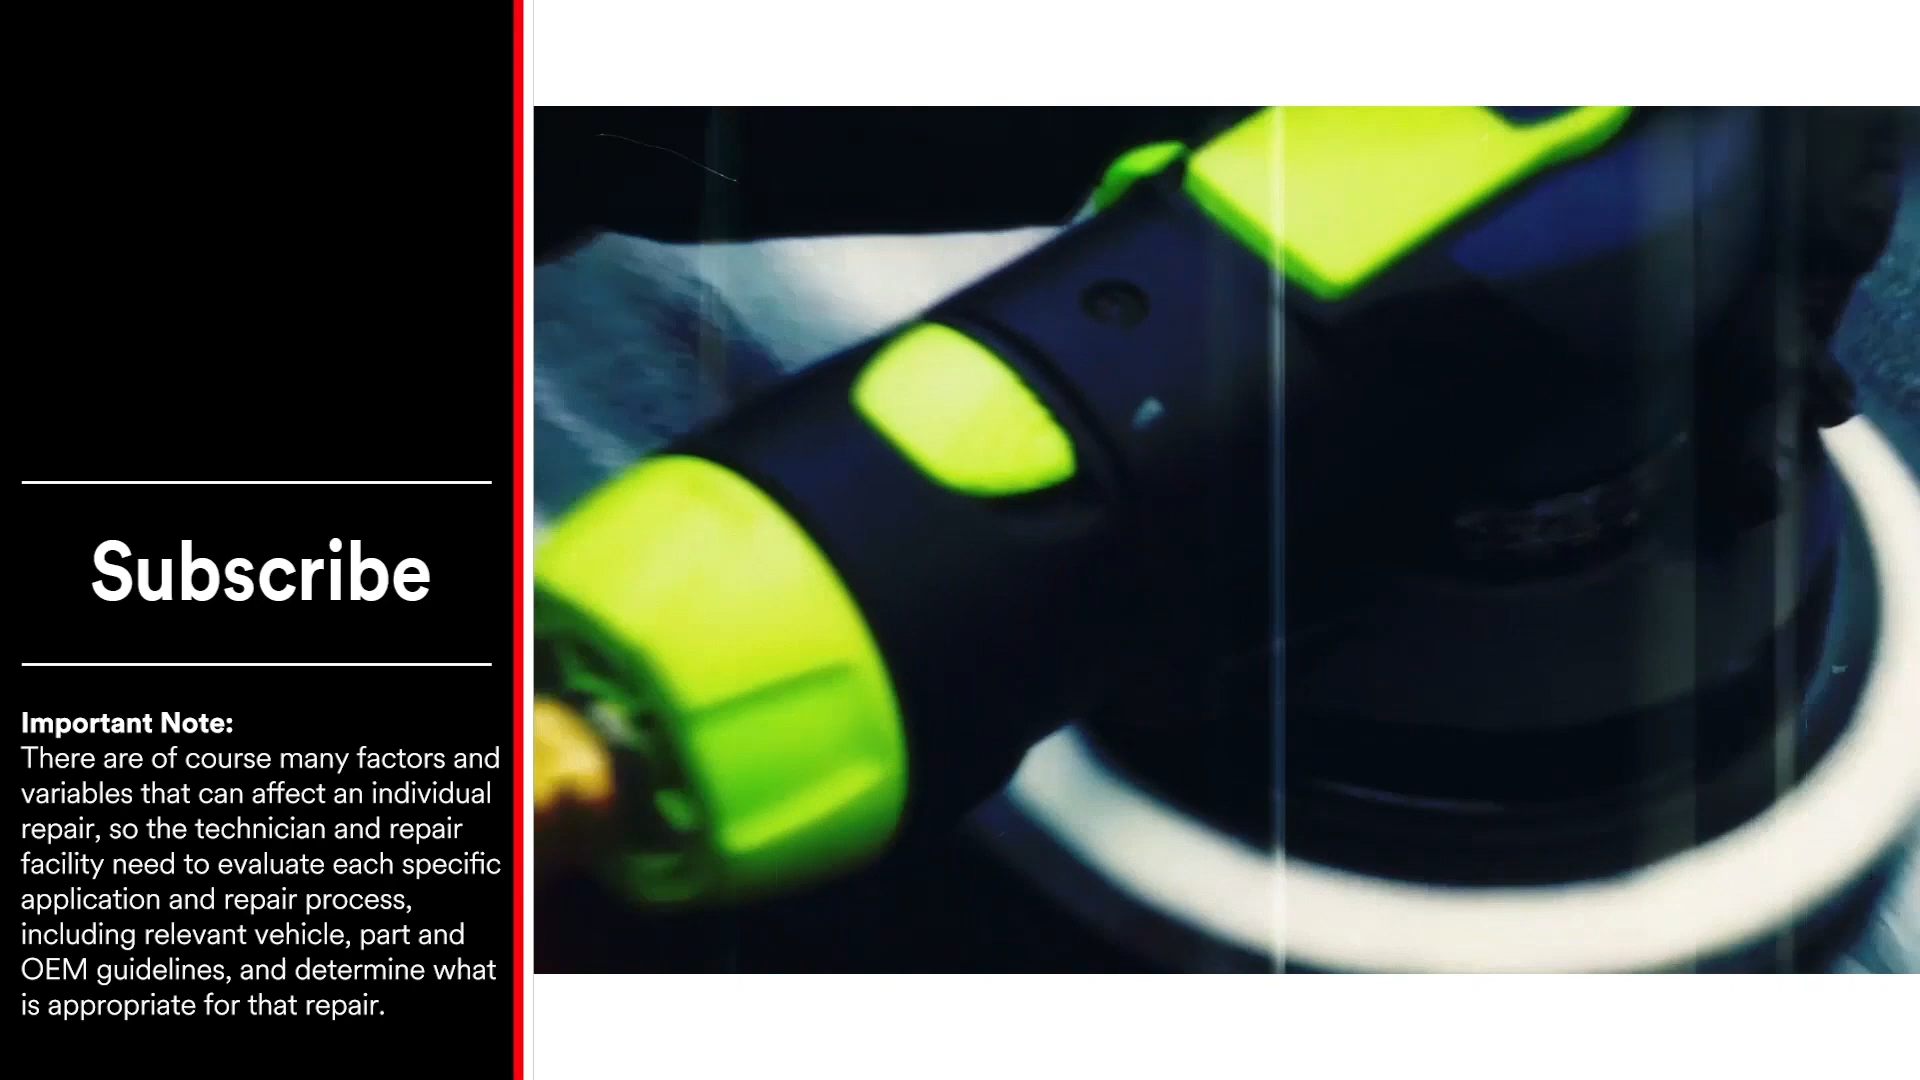 Subscribe
Important Note:
There are of course many factors and
variables that can affect an individual
repair, so the technician and repair
facility need to evaluate each specific
application and repair process,
including relevant vehicle, part and
OEM guidelines, and determine what
is appropriate for that repair.